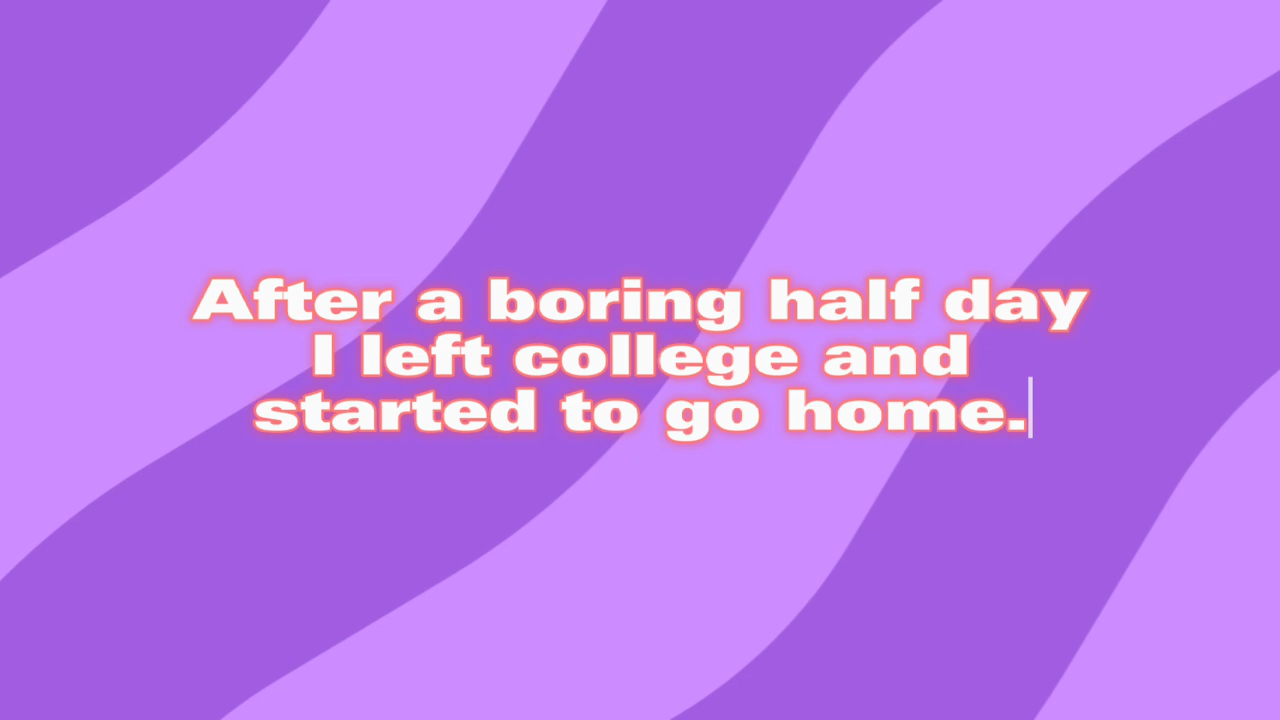 After a boring half day
I left college and
started to go home.